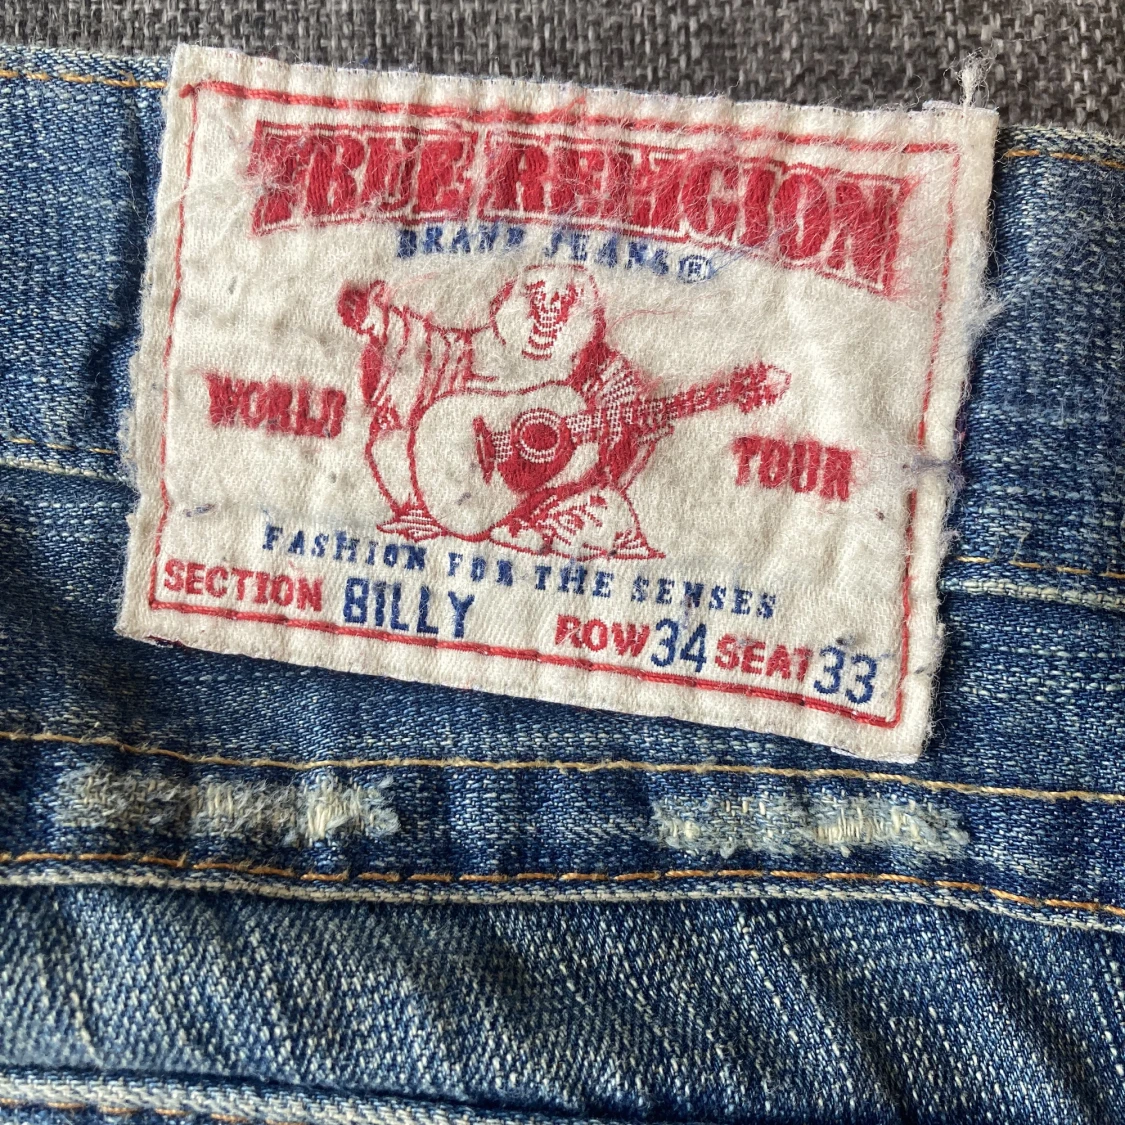 TRUE RELIGION
BRAND JEANS®
WORLD TOUR
FASHION FOR THE SENSES
SECTION BILLY ROW 34 SEAT 33